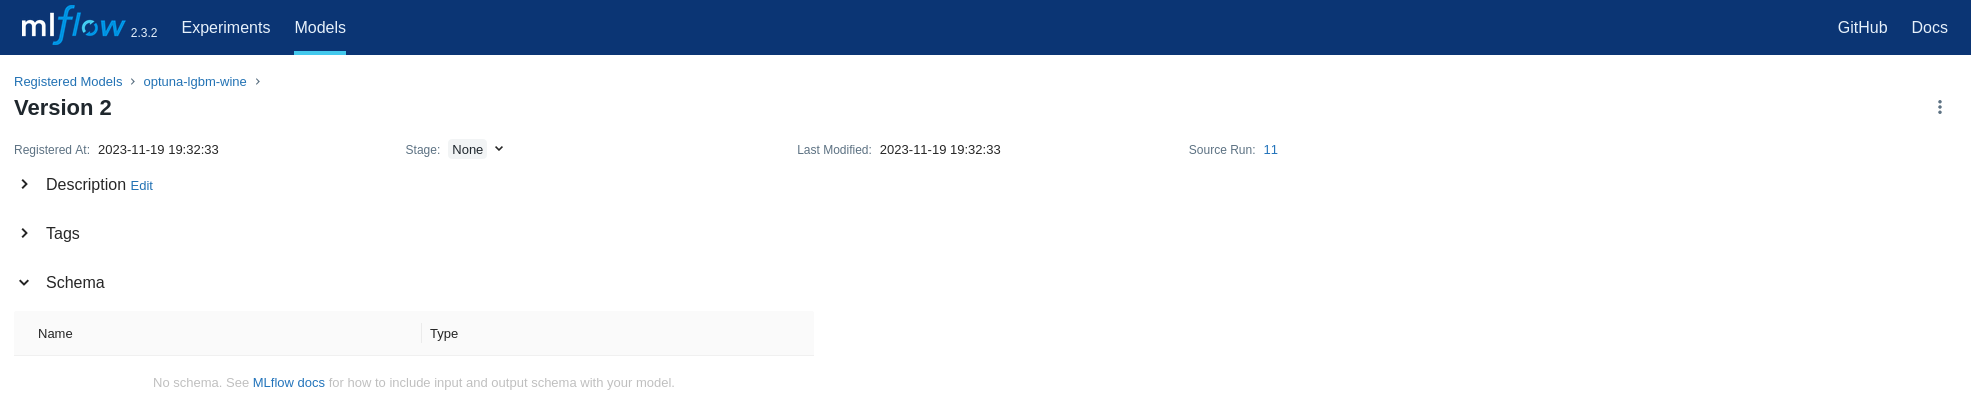 mlflow 2.3.2 Experiments Models GitHub Docs
Registered Models > optuna-lgbm-wine >
Version 2
Registered At: 2023-11-19 19:32:33 Stage: None Last Modified: 2023-11-19 19:32:33 Source Run: 11
Description Edit
Tags
Schema
Name Type
No schema. See MLflow docs for how to include input and output schema with your model.